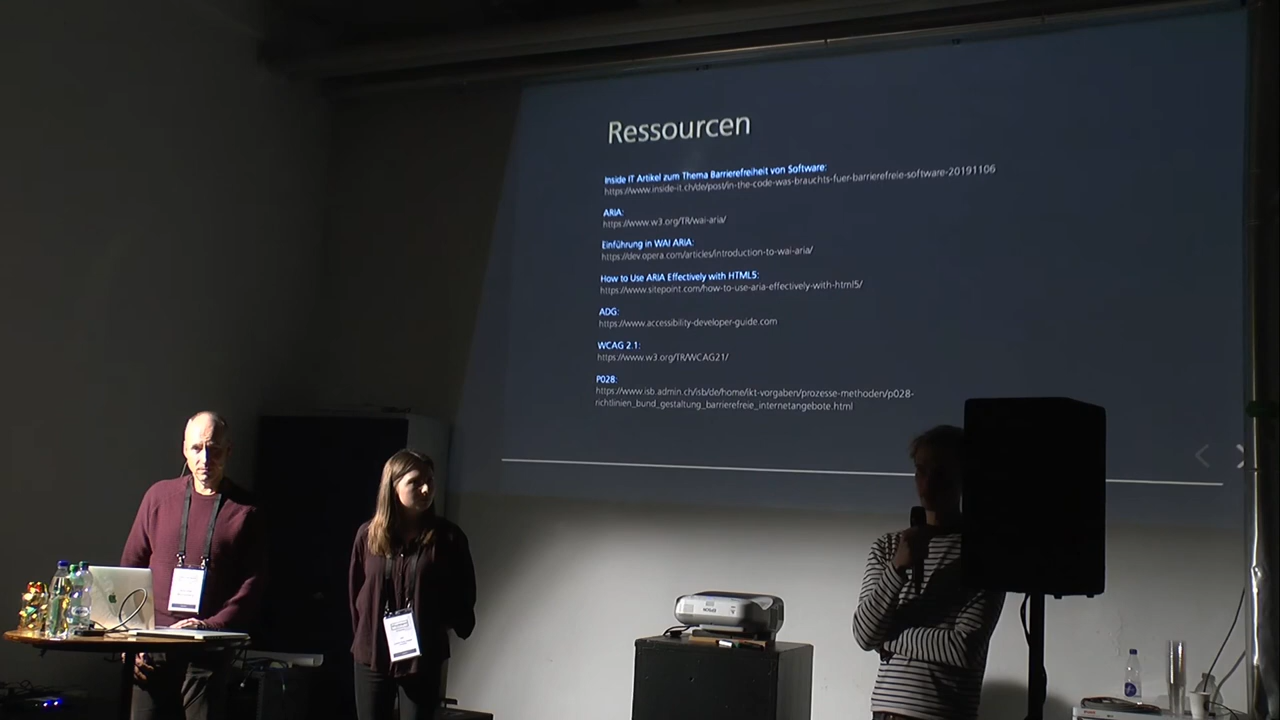 Ressourcen
Inside IT Artikel zum Thema Barrierefreiheit von Software:
https://www.inside-it.ch/de/post/in-the-code-was-brauchts-fuer-barrierefreie-software-20191106
ARIA:
https://www.w3.org/TR/wai-aria/
Einführung in WAI ARIA:
https://dev.opera.com/articles/introduction-to-wai-aria/
How to Use ARIA Effectively with HTML5:
https://www.sitepoint.com/how-to-use-aria-effectively-with-html5/
ADG:
https://www.accessibility-developer-guide.com
WCAG 2.1:
https://www.w3.org/TR/WCAG21/
P028:
https://www.isb.admin.ch/isb/de/home/ikt-vorgaben/prozesse-methoden/p028-
richtlinien_bund_gestaltung_barrierefreie_internetangebote.html
EPSON